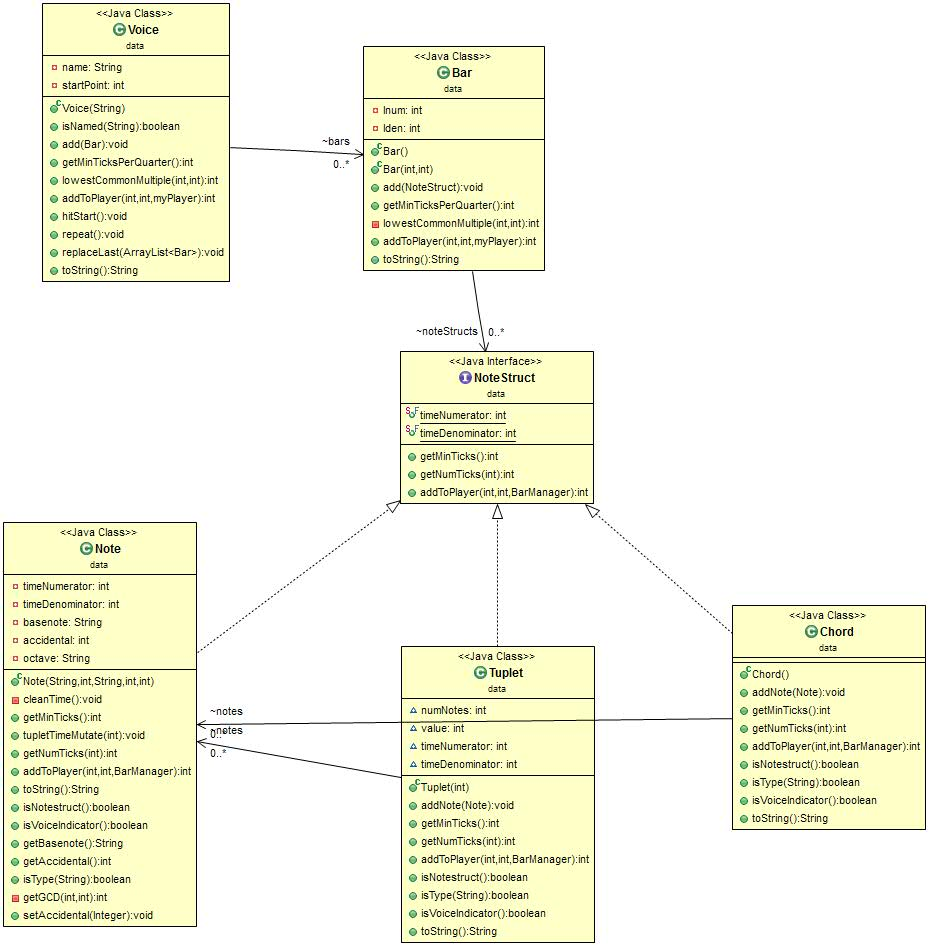 <<Java Class>>
Voice
data
name: String
startPoint: int
Voice(String)
isNamed(String):boolean
add(Bar):void
getMinTicksPerQuarter():int
lowestCommonMultiple(int,int):int
addToPlayer(int,int,myPlayer):int
hitStart():void
repeat():void
replaceLast(ArrayList<Bar>):void
toString():String
~bars
0..*
<<Java Class>>
Bar
data
lnum: int
lden: int
Bar()
Bar(int,int)
add(NoteStruct):void
getMinTicksPerQuarter():int
lowestCommonMultiple(int,int):int
addToPlayer(int,int,myPlayer):int
toString():String
~noteStructs 0..*
<<Java Interface>>
NoteStruct
data
timeNumerator: int
timeDenominator: int
getMinTicks():int
getNumTicks(int):int
addToPlayer(int,int,BarManager):int
<<Java Class>>
Note
data
timeNumerator: int
timeDenominator: int
basenote: String
accidental: int
octave: String
Note(String,int,String,int,int)
cleanTime():void
getMinTicks():int
tupletTimeMutate(int):void
getNumTicks(int):int
addToPlayer(int,int,BarManager):int
toString():String
isNotestruct():boolean
isVoiceIndicator():boolean
getBasenote():String
getAccidental():int
isType(String):boolean
getGCD(int,int):int
setAccidental(Integer):void
~notes
0..*
<<Java Class>>
Tuplet
data
numNotes: int
value: int
timeNumerator: int
timeDenominator: int
Tuplet(int)
addNote(Note):void
getMinTicks():int
getNumTicks(int):int
addToPlayer(int,int,BarManager):int
isNotestruct():boolean
isType(String):boolean
isVoiceIndicator():boolean
toString():String
<<Java Class>>
Chord
data
Chord()
addNote(Note):void
getMinTicks():int
getNumTicks(int):int
addToPlayer(int,int,BarManager):int
isNotestruct():boolean
isType(String):boolean
isVoiceIndicator():boolean
toString():String